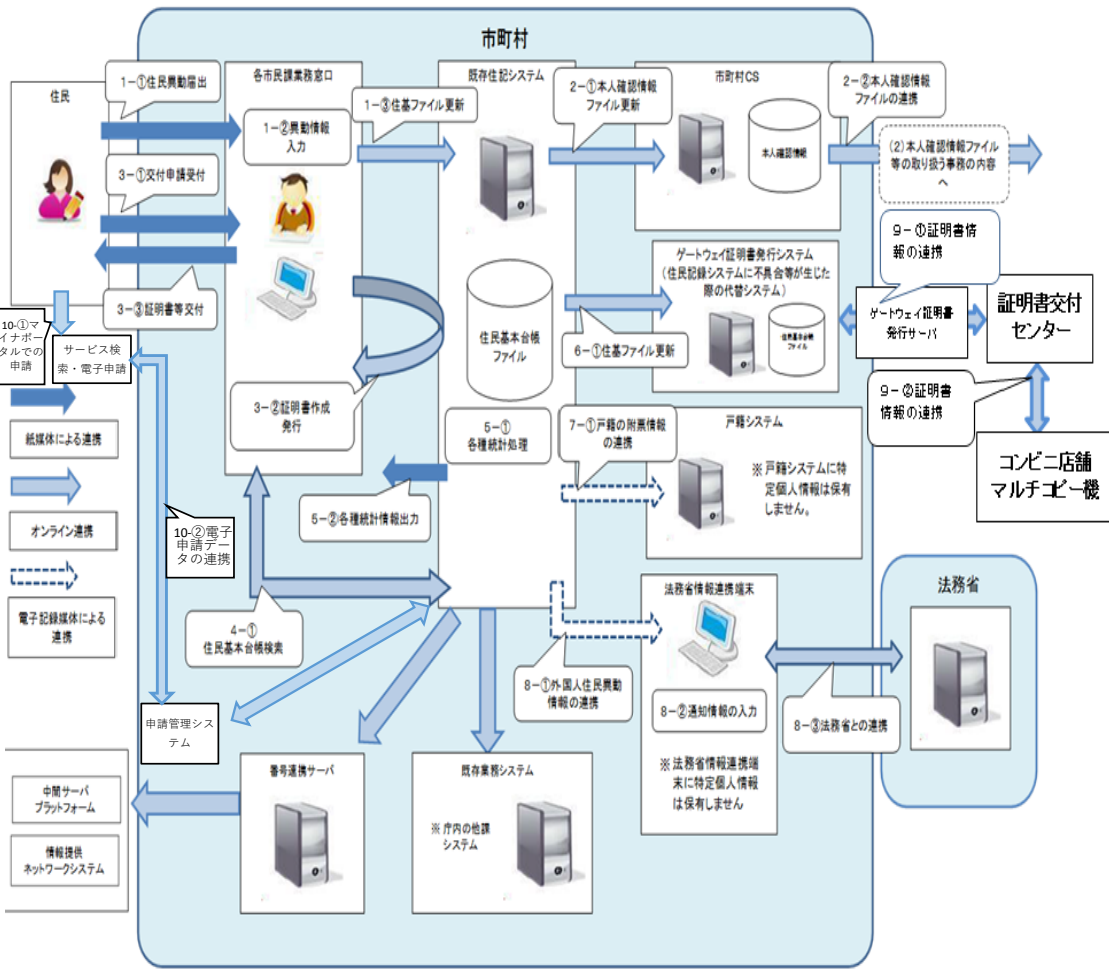 市町村
1-①住民異動届出
住民
3-①交付申請受付
3-③証明書等交付
各市民課業務窓口
1-②異動情報
入力
1-③住基ファイル更新
3-②証明書作成
発行
既存住記システム
住民基本台帳
ファイル
5-①
各種統計処理
2-①本人確認情報
ファイル更新
市町村CS
本人確認情報
2-②本人確認情報
ファイルの連携
(2)本人確認情報ファイル
等の取り扱う事務の内容
へ
ゲートウェイ証明書発行システム
(住民記録システムに不具合等が生じた
際の代替システム)
住民基本台帳
ファイル
6-①住基ファイル更新
9-①証明書情
報の連携
ゲートウェイ証明書
発行サーバ
証明書交付
センター
9-②証明書
情報の連携
コンビニ店舗
マルチコピー機
10-①マ
イナポー
タルでの
申請
サービス検
索・電子申請
紙媒体による連携
オンライン連携
電子記録媒体による
連携
10-②電子
申請データ
の連携
5-②各種統計情報出力
7-①戸籍の附票情報
の連携
戸籍システム
※戸籍システムに特
定個人情報は保有
しません。
4-①
住民基本台帳検索
申請管理シス
テム
8-①外国人住民異動
情報の連携
法務省情報連携端末
8-②通知情報の入力
※法務省情報連携端
末に特定個人情報
は保有しません
8-③法務省との連携
法務省
中間サーバ
プラットフォーム
情報提供
ネットワークシステム
番号連携サーバ
既存業務システム
※庁内の他課
システム